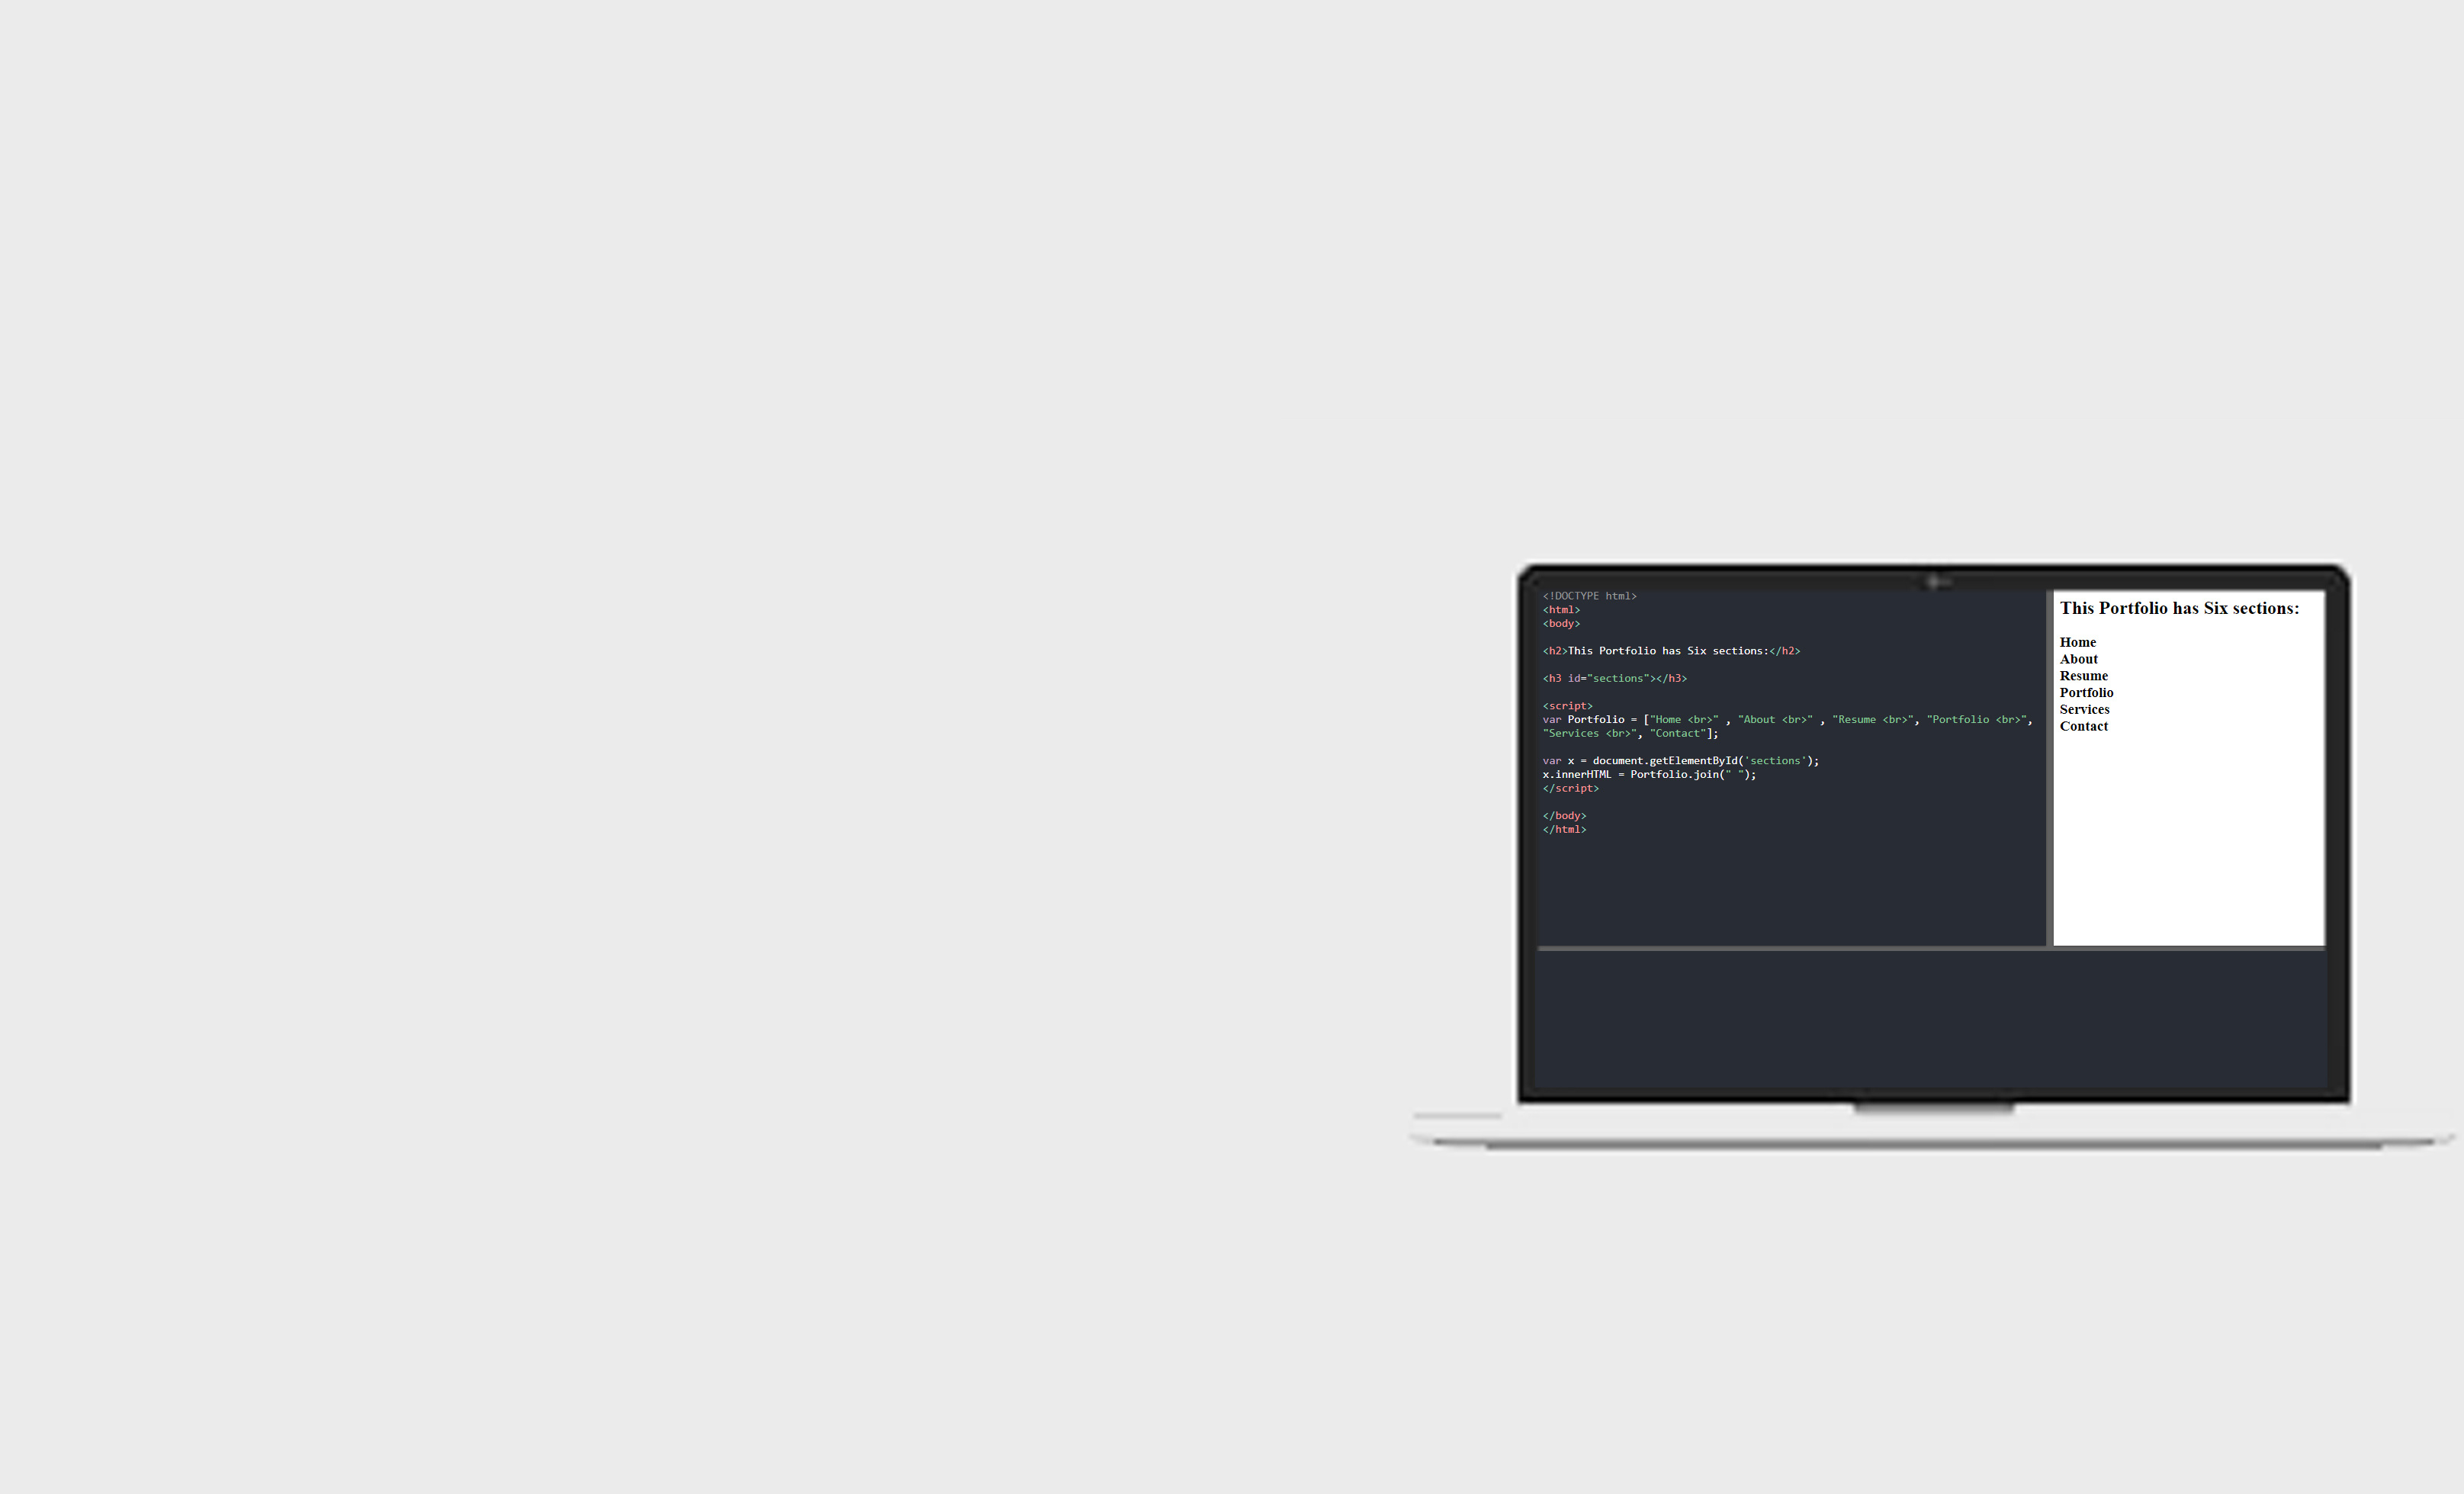 <!DOCTYPE html>
<html>
<body>
<h2>This Portfolio has Six sections:</h2>
<h3 id="sections"></h3>
<script>
var Portfolio = ["Home <br>" , "About <br>" , "Resume <br>", "Portfolio <br>",
"Services <br>", "Contact"];
var x = document.getElementById('sections');
x.innerHTML = Portfolio.join(" ");
</script>
</body>
</html>
This Portfolio has Six sections:
Home
About
Resume
Portfolio
Services
Contact